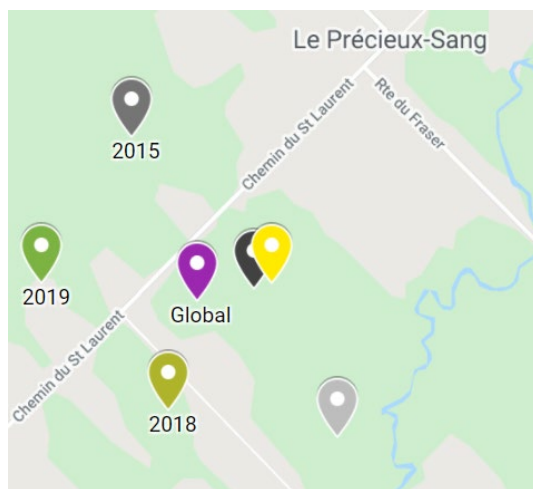 Le Précieux-Sang
Chemin du St Laurent
Rte du Fraser
2015
2019
Global
Chemin du St Laurent
2018